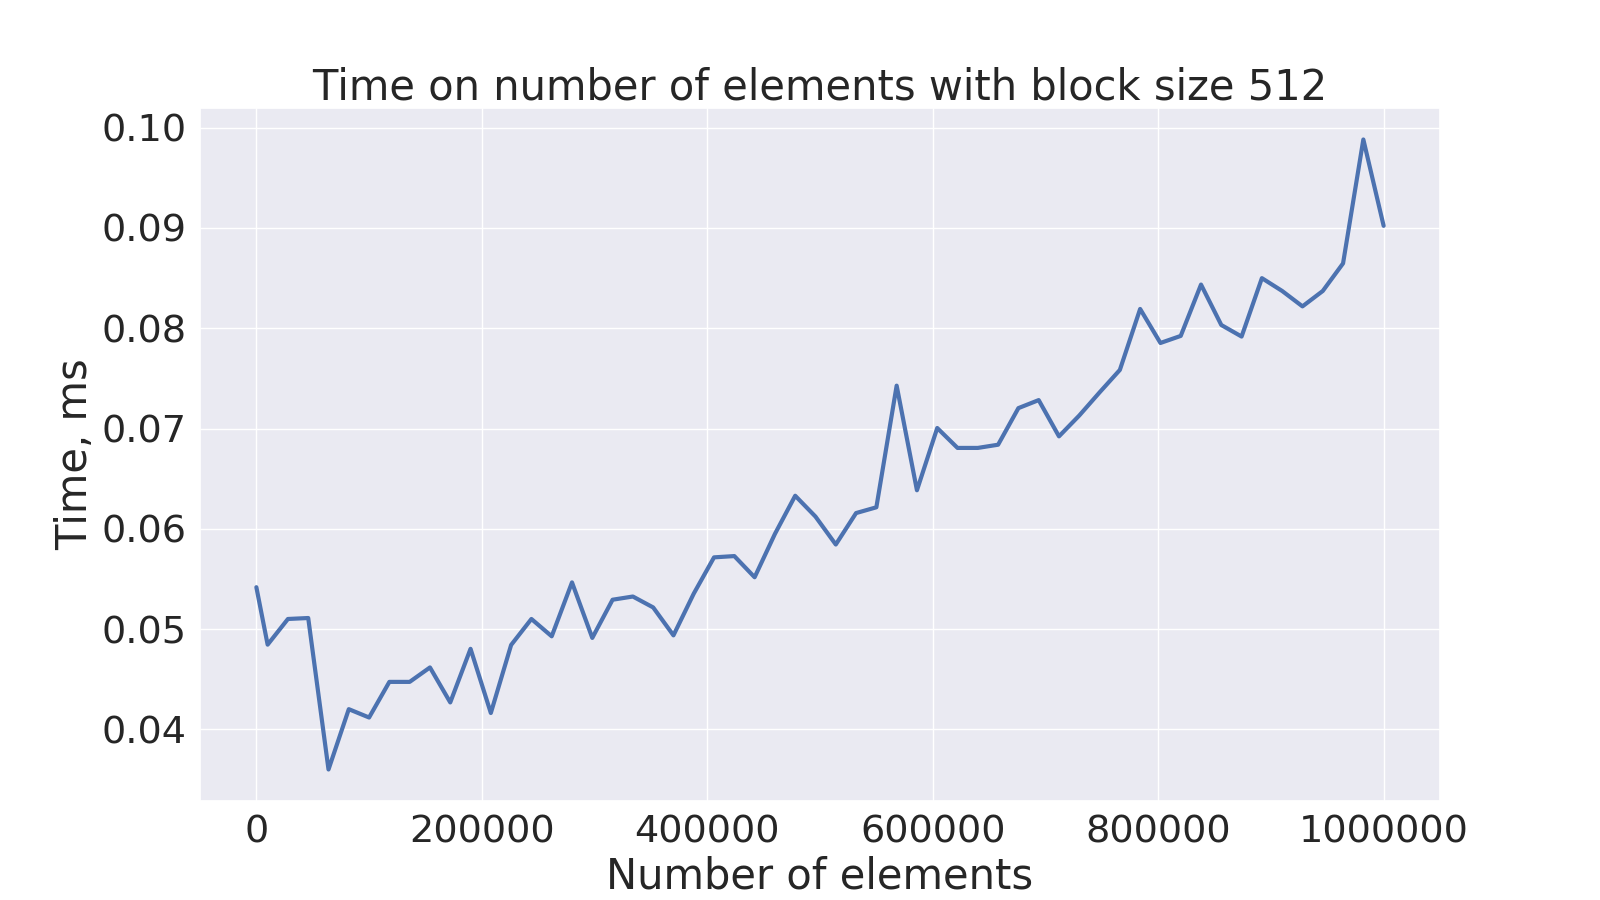 Time on number of elements with block size 512
0.10
0.09
0.08
0.07
0.06
0.05
0.04
Time, ms
0 200000 400000 600000 800000 1000000
Number of elements